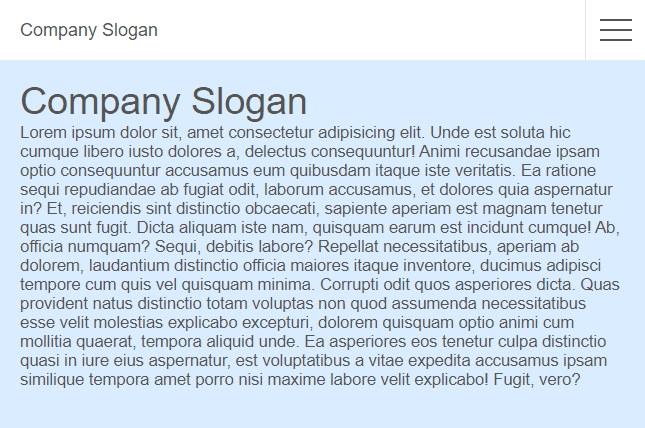 Company Slogan
Company Slogan
Lorem ipsum dolor sit, amet consectetur adipisicing elit. Unde est soluta hic
cumque libero iusto dolores a, delectus consequuntur! Animi recusandae ipsam
optio consequuntur accusamus eum quibusdam itaque iste veritatis. Ea ratione
sequi repudiandae ab fugiat odit, laborum accusamus, et dolores quia aspernatur
in? Et, reiciendis sint distinctio obcaecati, sapiente aperiam est magnam tenetur
quas sunt fugit. Dicta aliquam iste nam, quisquam earum est incidunt cumque! Ab,
officia numquam? Sequi, debitis labore? Repellat necessitatibus, aperiam ab
dolorem, laudantium distinctio officia maiores itaque inventore, ducimus adipisci
tempore cum quis vel quisquam minima. Corrupti odit quos asperiores dicta. Quas
provident natus distinctio totam voluptas non quod assumenda necessitatibus
esse velit molestias explicabo excepturi, dolorem quisquam optio animi cum
mollitia quaerat, tempora aliquid unde. Ea asperiores eos tenetur culpa distinctio
quasi in iure eius aspernatur, est voluptatibus a vitae expedita accusamus ipsam
similique tempora amet porro nisi maxime labore velit explicabo! Fugit, vero?